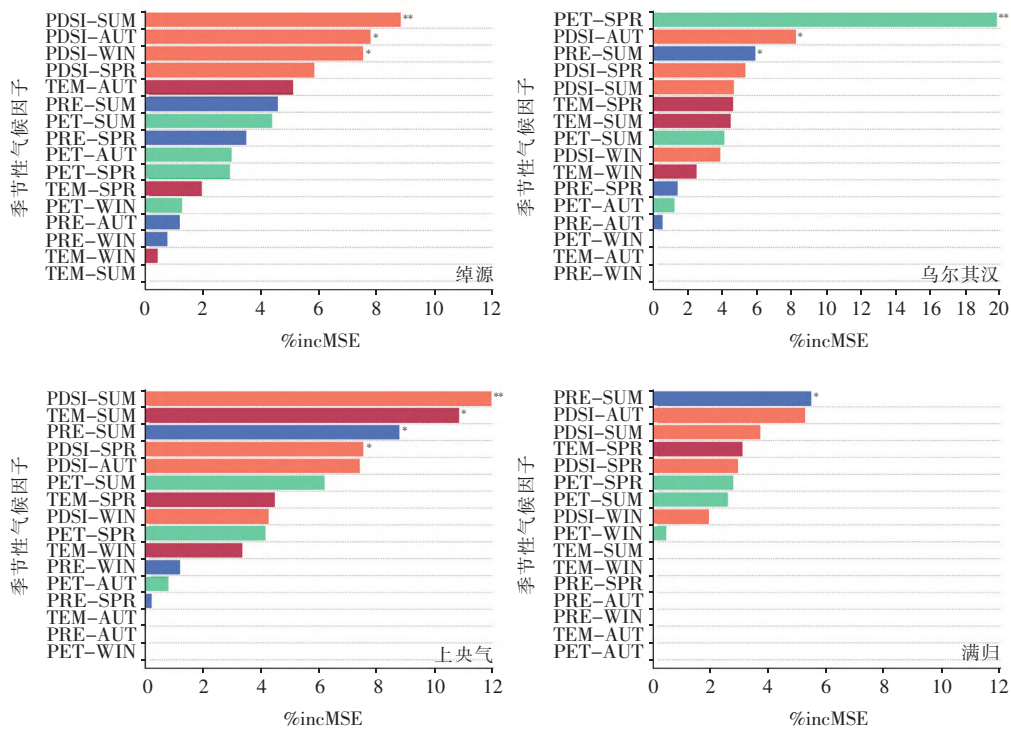 PDSI-SUM **
PDSI-AUT *
PDSI-WIN *
PDSI-SPR
TEM-AUT
PRE-SUM
PET-SUM
PRE-SPR
PET-AUT
PET-SPR
TEM-SPR
PET-WIN
PRE-AUT
PRE-WIN
TEM-WIN
TEM-SUM
季节性气候因子
绰源
0 2 4 6 8 10 12
%incMSE
PET-SPR **
PDSI-AUT *
PRE-SUM *
PDSI-SPR
PDSI-SUM
TEM-SPR
TEM-SUM
PET-SUM
PDSI-WIN
TEM-WIN
PRE-SPR
PET-AUT
PRE-AUT
PET-WIN
TEM-AUT
PRE-WIN
季节性气候因子
乌尔其汉
0 2 4 6 8 10 12 14 16 18 20
%incMSE
PDSI-SUM **
TEM-SUM *
PRE-SUM *
PDSI-SPR *
PDSI-AUT
PET-SUM
TEM-SPR
PDSI-WIN
PET-SPR
TEM-WIN
PRE-WIN
PET-AUT
PRE-SPR
TEM-AUT
PRE-AUT
PET-WIN
季节性气候因子
上央气
0 2 4 6 8 10 12
%incMSE
PRE-SUM *
PDSI-AUT
PDSI-SUM
TEM-SPR
PDSI-SPR
PET-SPR
PET-SUM
PDSI-WIN
PET-WIN
TEM-SUM
TEM-WIN
PRE-SPR
PRE-AUT
PRE-WIN
TEM-AUT
PET-AUT
季节性气候因子
满归
0 2 4 6 8 10 12
%incMSE